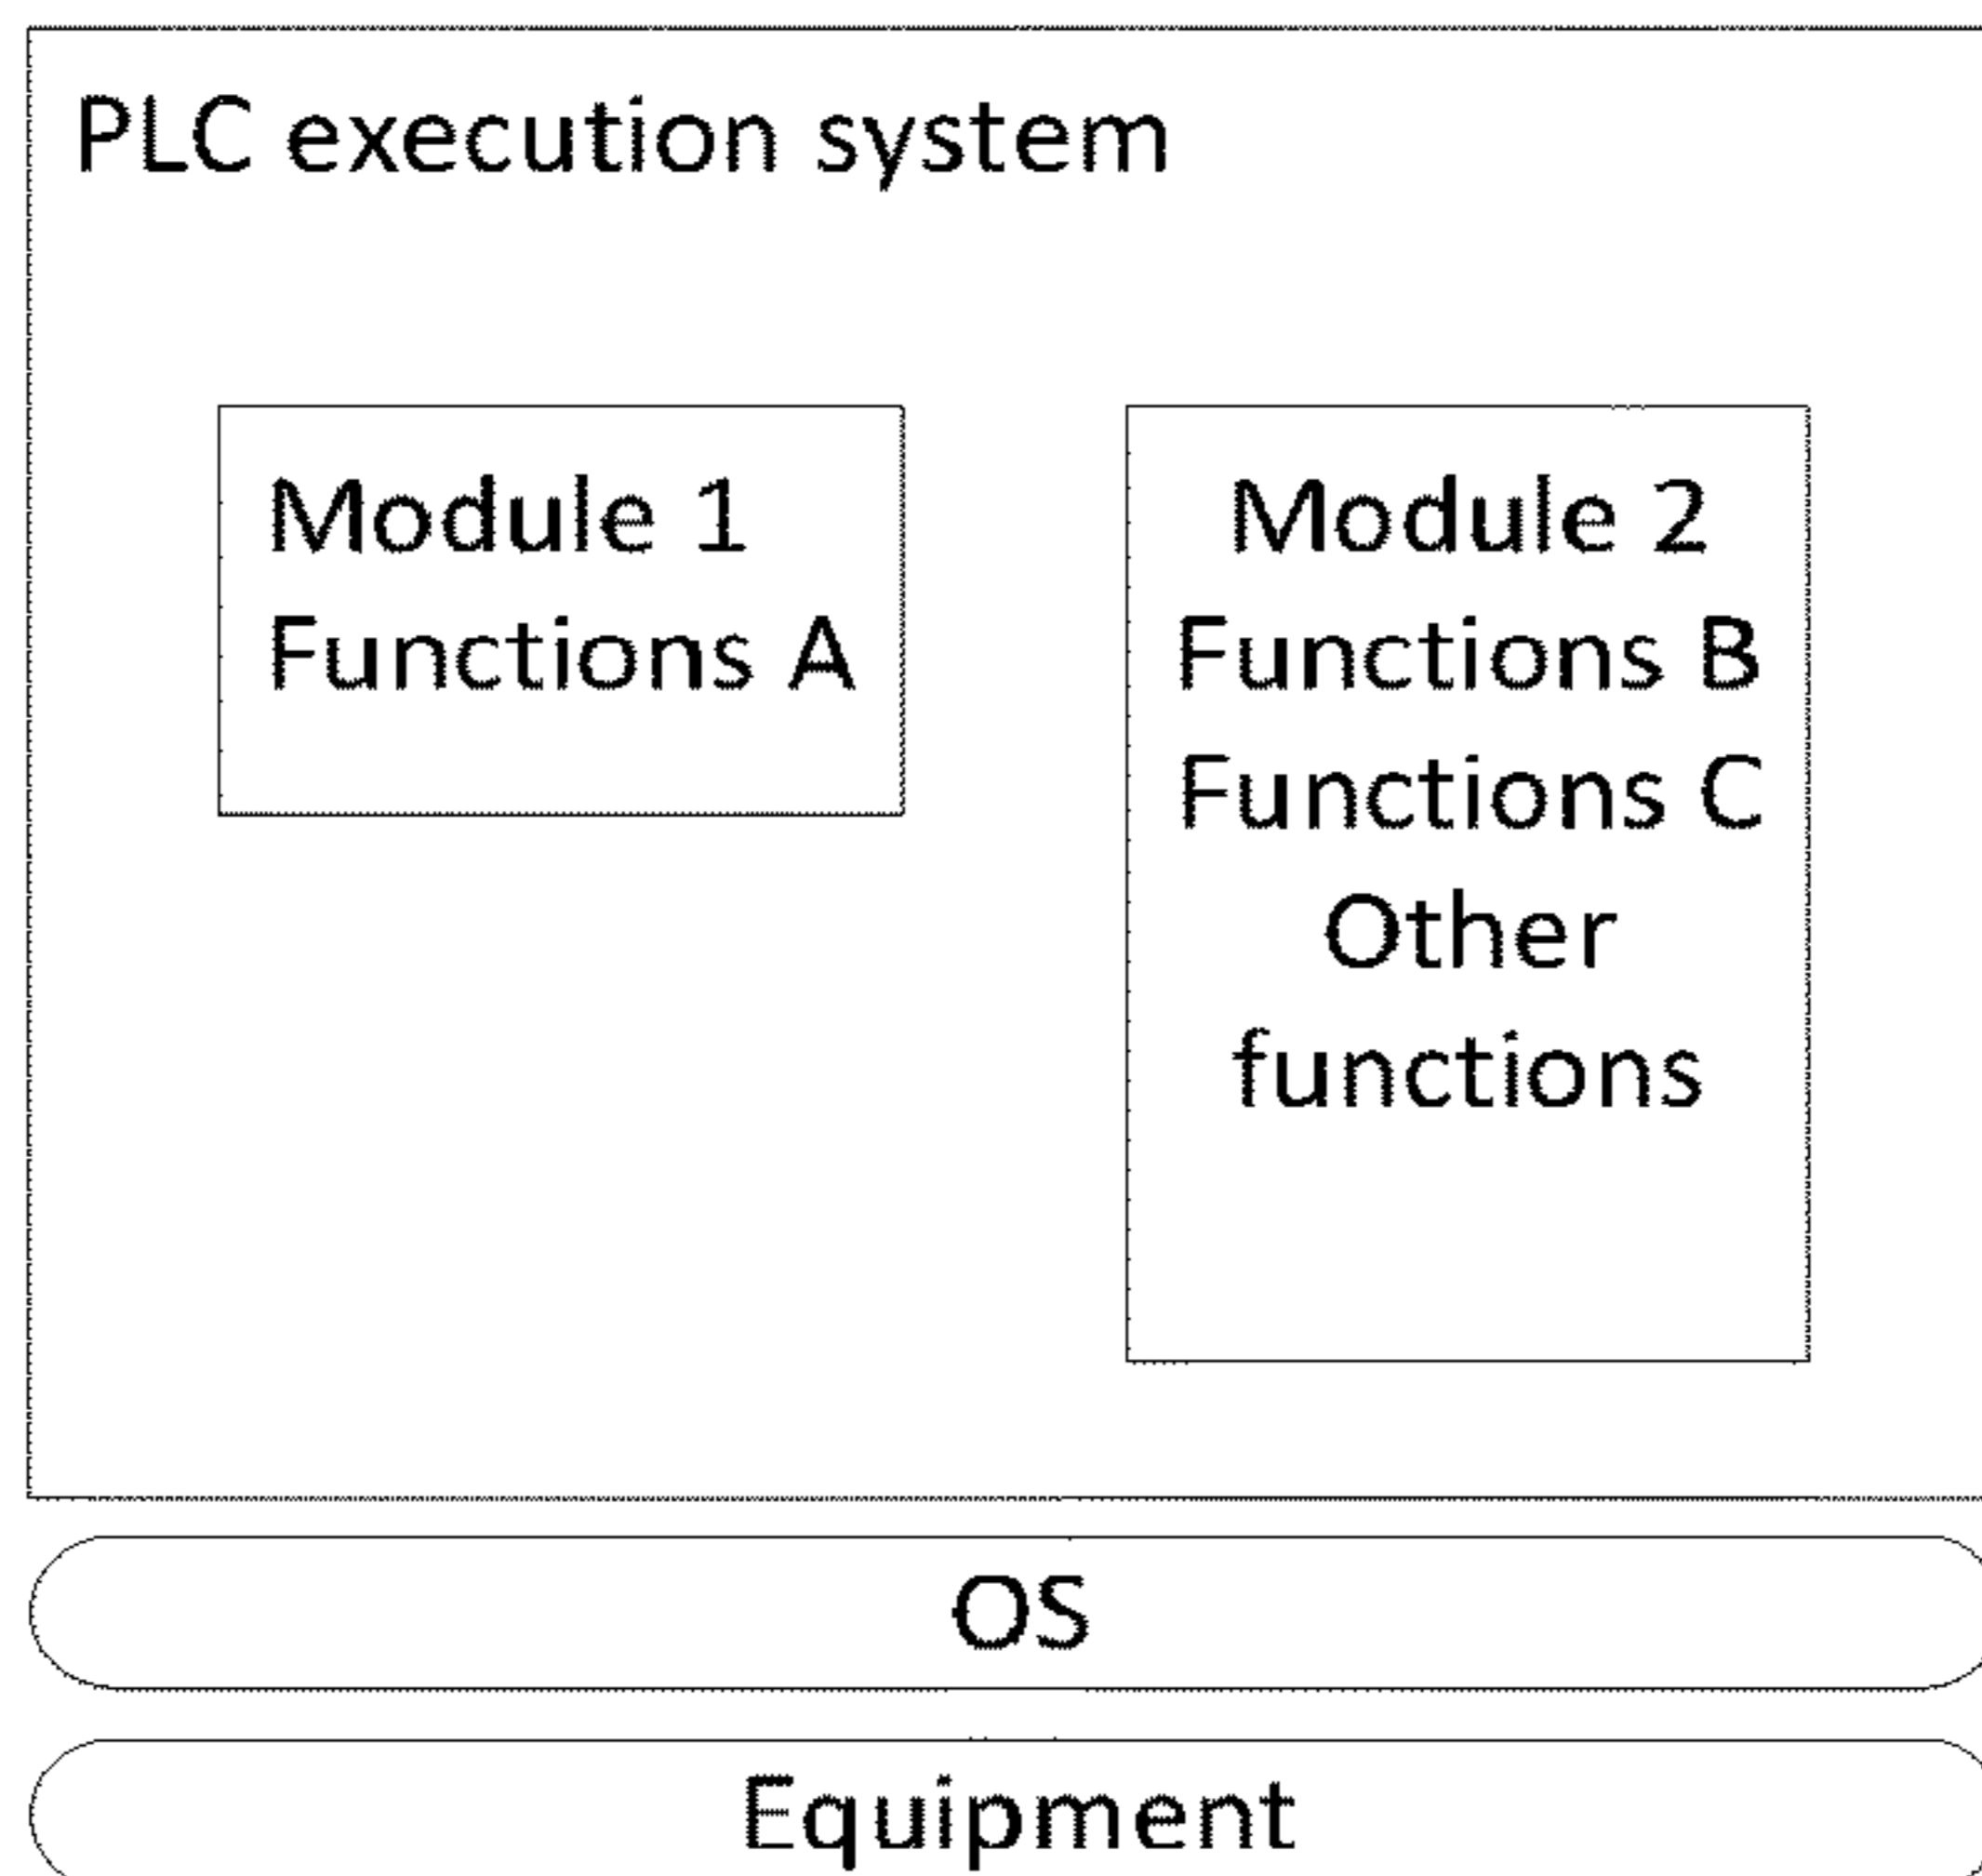 PLC execution system
Module 1
Functions A
Module 2
Functions B
Functions C
Other
functions
OS
Equipment